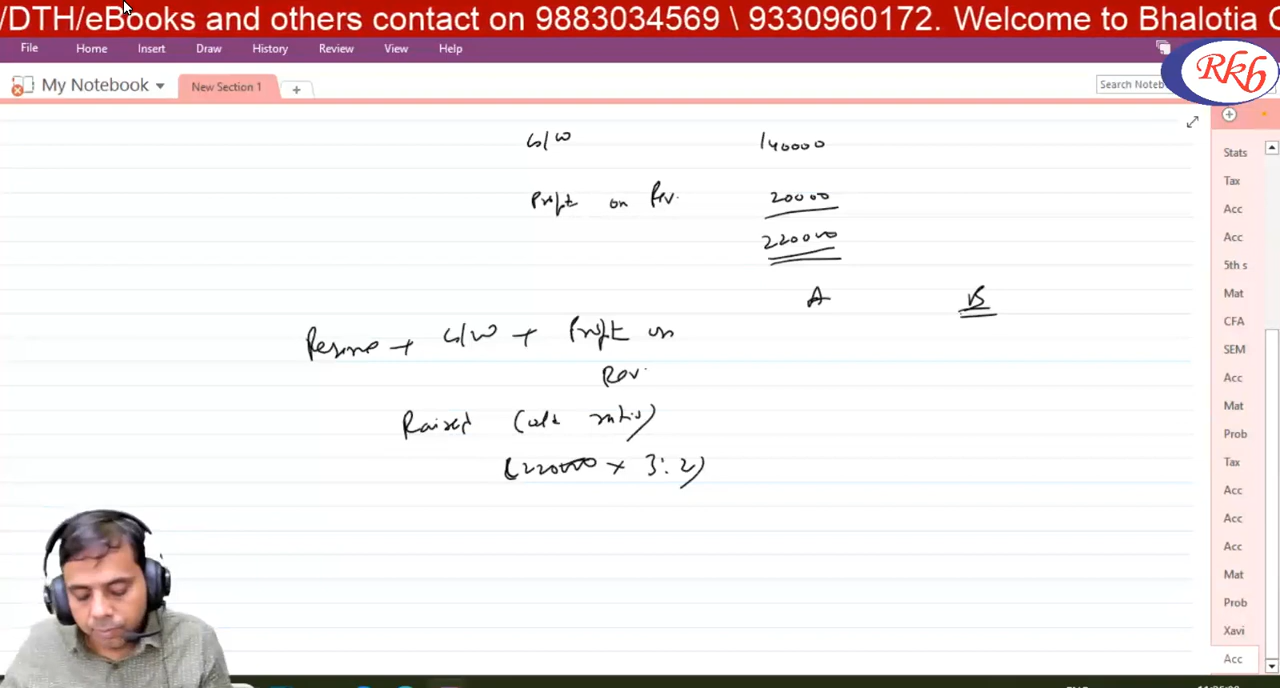 /DTH/eBooks and others contact on 9883034569 \ 9330960172. Welcome to Bhalotia C
File Home Insert Draw History Review View Help
My Notebook New Section 1 +
Search Noteb
Rkb
G/W 140000
Profit on Rev. 20000
220000
A B
Reserve + G/W + Profit on
Rev.
Raised (old ratio)
(220000 × 3:2)
Stats
Tax
Acc
Acc
5th s
Mat
CFA
SEM
Acc
Mat
Prob
Tax
Acc
Acc
Acc
Mat
Prob
Xavi
Acc